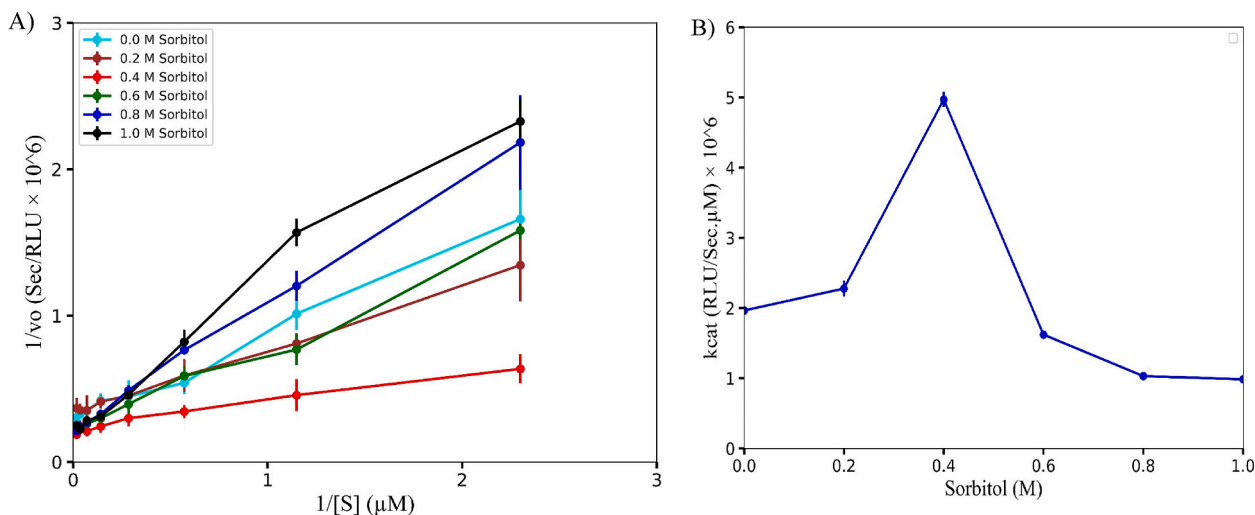 A)
3
2
1
0
0
1
2
3
1/vo (Sec/RLU × 10^6)
1/[S] (µM)
0.0 M Sorbitol
0.2 M Sorbitol
0.4 M Sorbitol
0.6 M Sorbitol
0.8 M Sorbitol
1.0 M Sorbitol
B)
6
5
4
3
2
1
0
0.0
0.2
0.4
0.6
0.8
1.0
kcat (RLU/Sec.µM) × 10^6
Sorbitol (M)